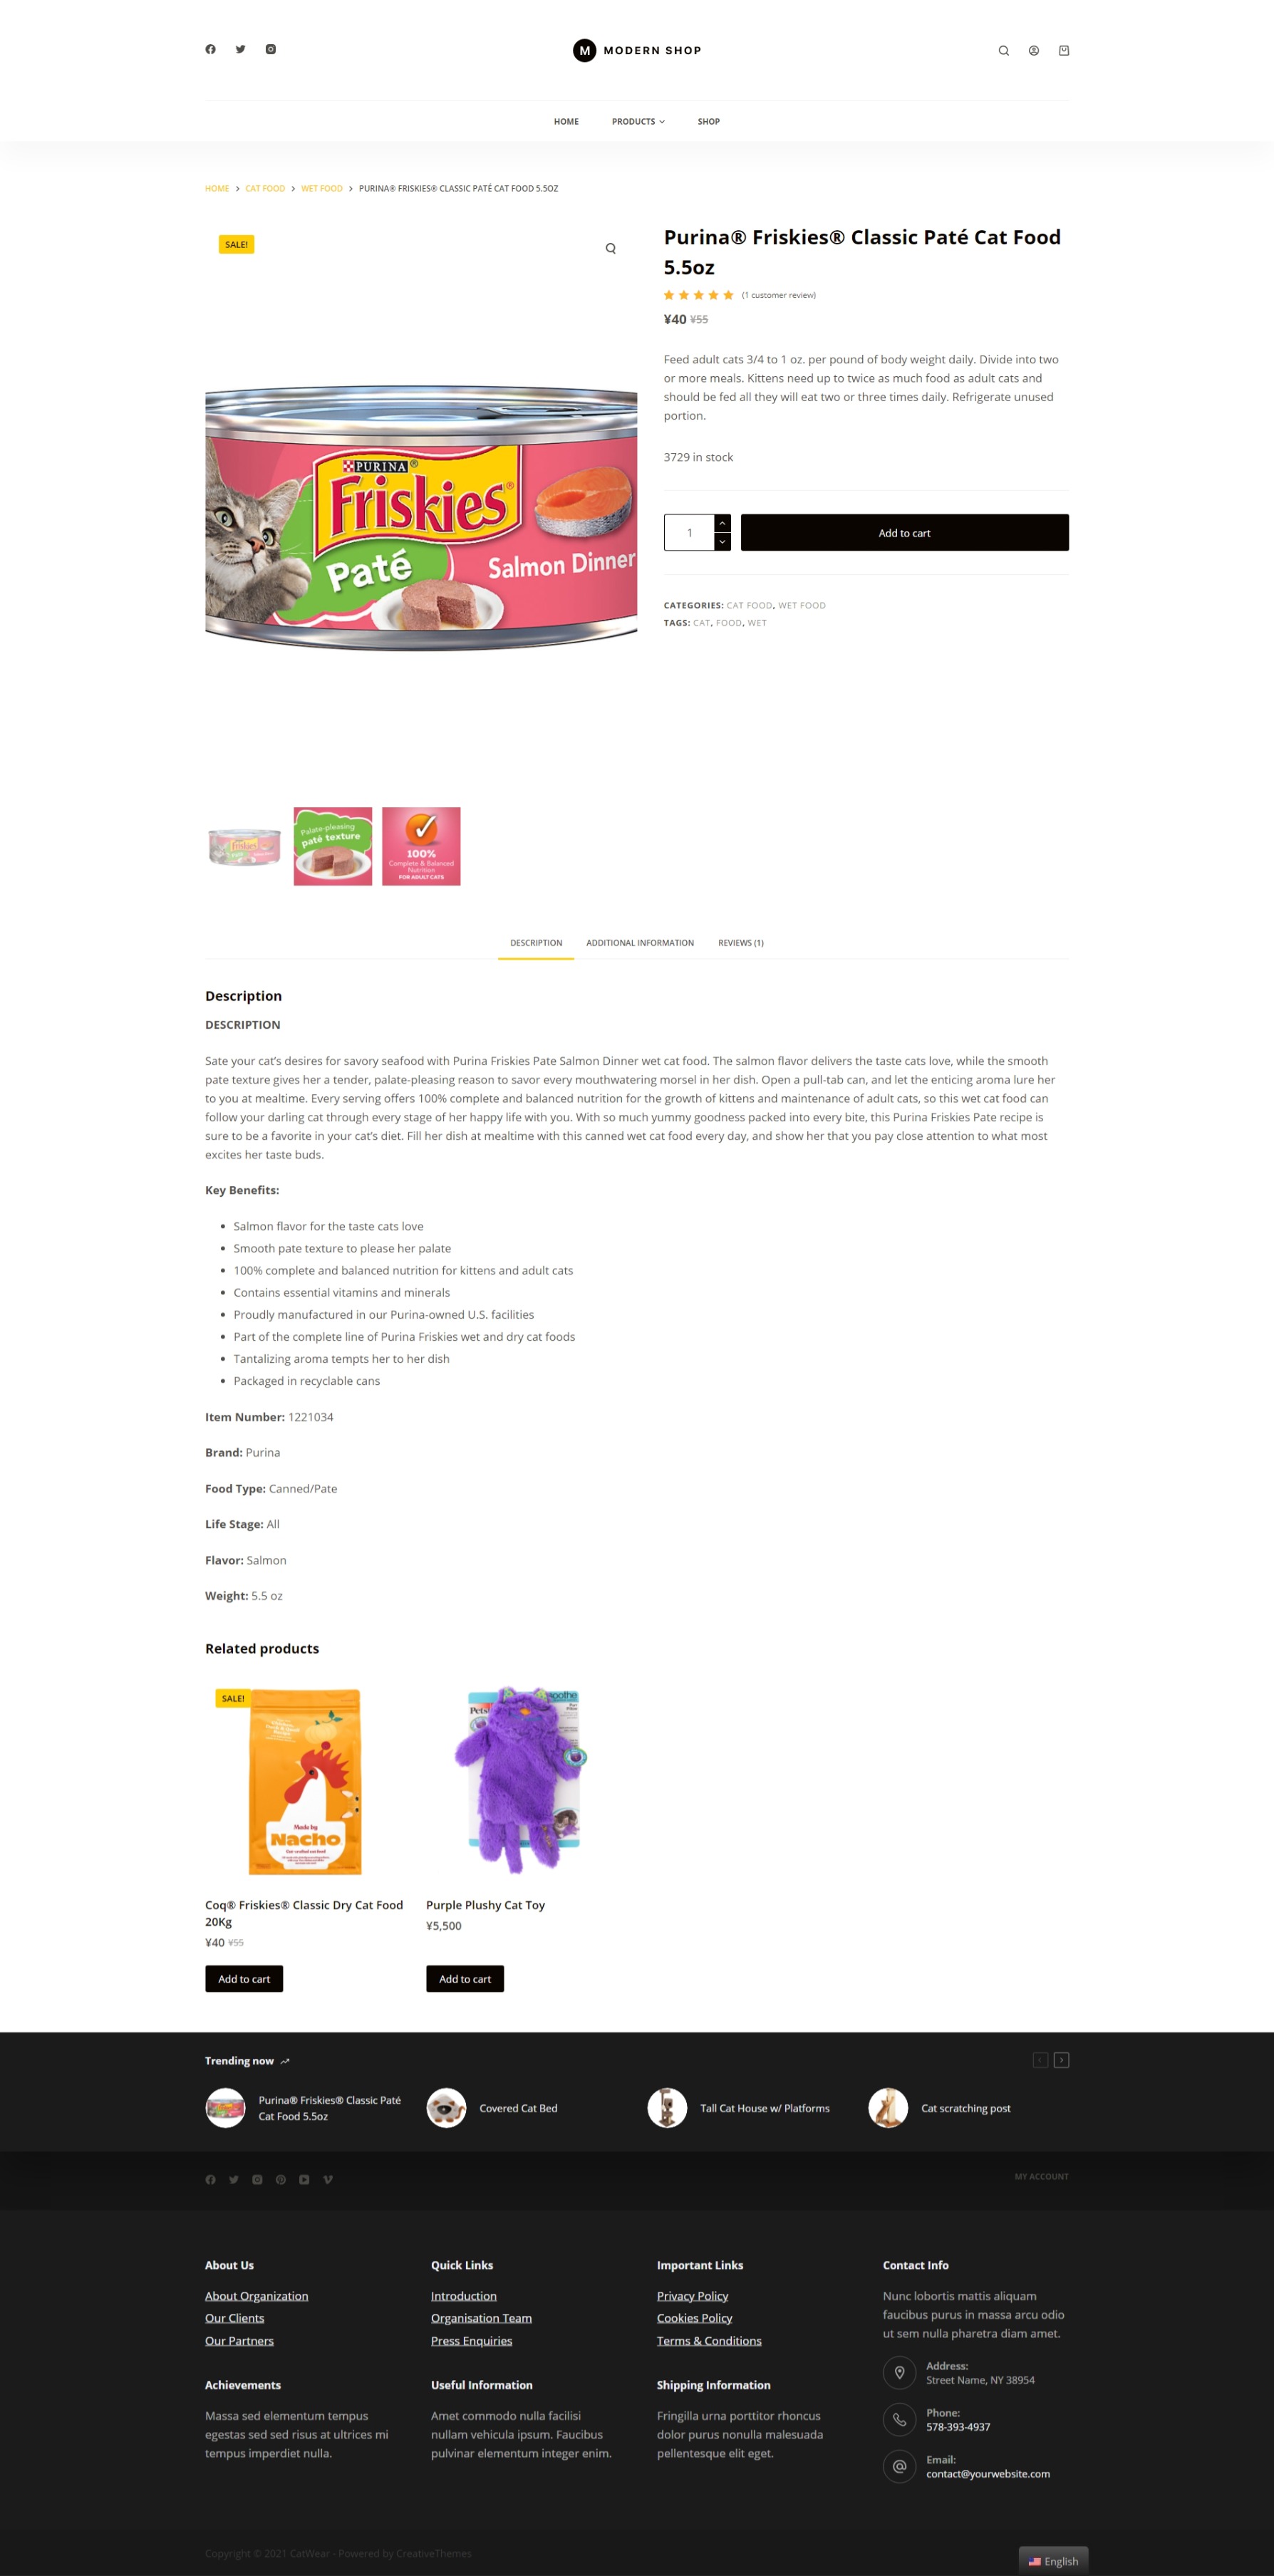 M MODERN SHOP
HOME PRODUCTS SHOP
HOME > CAT FOOD > WET FOOD > PURINA® FRISKIES® CLASSIC PATÉ CAT FOOD 5.5OZ
SALE!
PURINA®
Friskies®
Paté
Salmon Dinner
Palate-pleasing
paté texture
100%
Complete & Balanced
Nutrition
FOR ADULT CATS
Purina® Friskies® Classic Paté Cat Food
5.5oz
(1 customer review)
¥40 ¥55
Feed adult cats 3/4 to 1 oz. per pound of body weight daily. Divide into two
or more meals. Kittens need up to twice as much food as adult cats and
should be fed all they will eat two or three times daily. Refrigerate unused
portion.
3729 in stock
1
Add to cart
CATEGORIES: CAT FOOD, WET FOOD
TAGS: CAT, FOOD, WET
DESCRIPTION ADDITIONAL INFORMATION REVIEWS (1)
Description
DESCRIPTION
Sate your cat’s desires for savory seafood with Purina Friskies Pate Salmon Dinner wet cat food. The salmon flavor delivers the taste cats love, while the smooth
pate texture gives her a tender, palate-pleasing reason to savor every mouthwatering morsel in her dish. Open a pull-tab can, and let the enticing aroma lure her
to you at mealtime. Every serving offers 100% complete and balanced nutrition for the growth of kittens and maintenance of adult cats, so this wet cat food can
follow your darling cat through every stage of her happy life with you. With so much yummy goodness packed into every bite, this Purina Friskies Pate recipe is
sure to be a favorite in your cat’s diet. Fill her dish at mealtime with this canned wet cat food every day, and show her that you pay close attention to what most
excites her taste buds.
Key Benefits:
• Salmon flavor for the taste cats love
• Smooth pate texture to please her palate
• 100% complete and balanced nutrition for kittens and adult cats
• Contains essential vitamins and minerals
• Proudly manufactured in our Purina-owned U.S. facilities
• Part of the complete line of Purina Friskies wet and dry cat foods
• Tantalizing aroma tempts her to her dish
• Packaged in recyclable cans
Item Number: 1221034
Brand: Purina
Food Type: Canned/Pate
Life Stage: All
Flavor: Salmon
Weight: 5.5 oz
Related products
SALE!
Made by
Nacho
Coq® Friskies® Classic Dry Cat Food
20Kg
¥40 ¥55
Add to cart
Purple Plushy Cat Toy
¥5,500
Add to cart
Trending now
Purina® Friskies® Classic Paté
Cat Food 5.5oz
Covered Cat Bed
Tall Cat House w/ Platforms
Cat scratching post
MY ACCOUNT
About Us
About Organization
Our Clients
Our Partners
Quick Links
Introduction
Organisation Team
Press Enquiries
Important Links
Privacy Policy
Cookies Policy
Terms & Conditions
Contact Info
Nunc lobortis mattis aliquam
faucibus purus in massa arcu odio
ut sem nulla pharetra diam amet.
Address:
Street Name, NY 38954
Phone:
578-393-4937
Email:
contact@yourwebsite.com
Achievements
Massa sed elementum tempus
egestas sed sed risus at ultrices mi
tempus imperdiet nulla.
Useful Information
Amet commodo nulla facilisi
nullam vehicula ipsum. Faucibus
pulvinar elementum integer enim.
Shipping Information
Fringilla urna porttitor rhoncus
dolor purus nonulla malesuada
pellentesque elit eget.
Copyright © 2021 CatWear - Powered by CreativeThemes
English